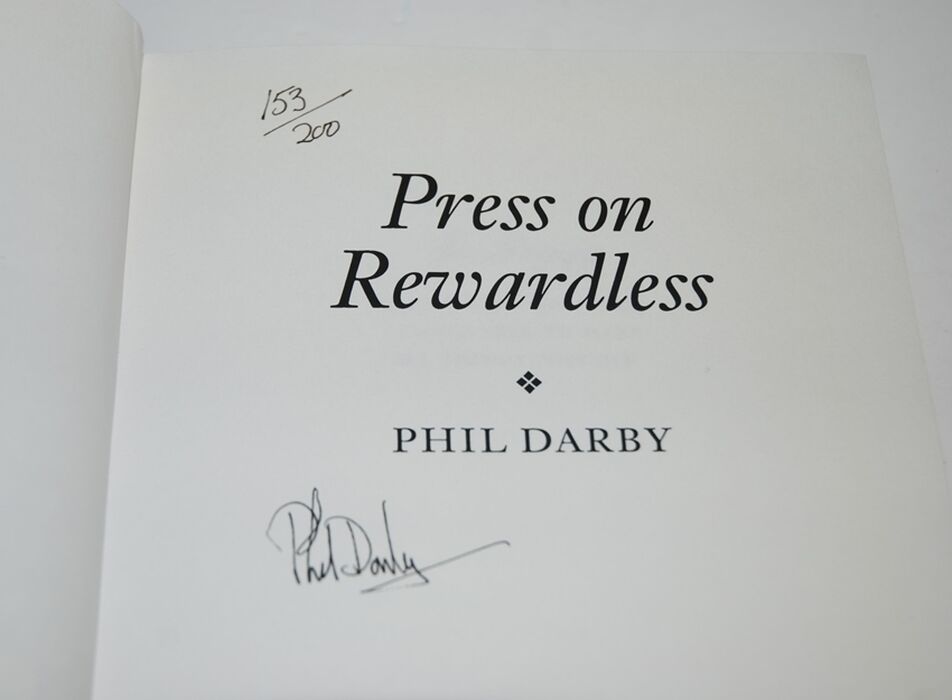 153/200
Press on
Rewardless
PHIL DARBY
Phil Darby